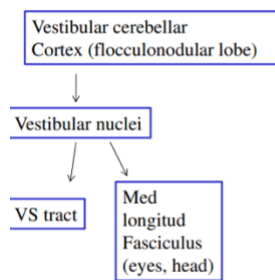 Vestibular cerebellar
Cortex (flocculonodular lobe)
Vestibular nuclei
VS tract
Med
longitud
Fasciculus
(eyes, head)